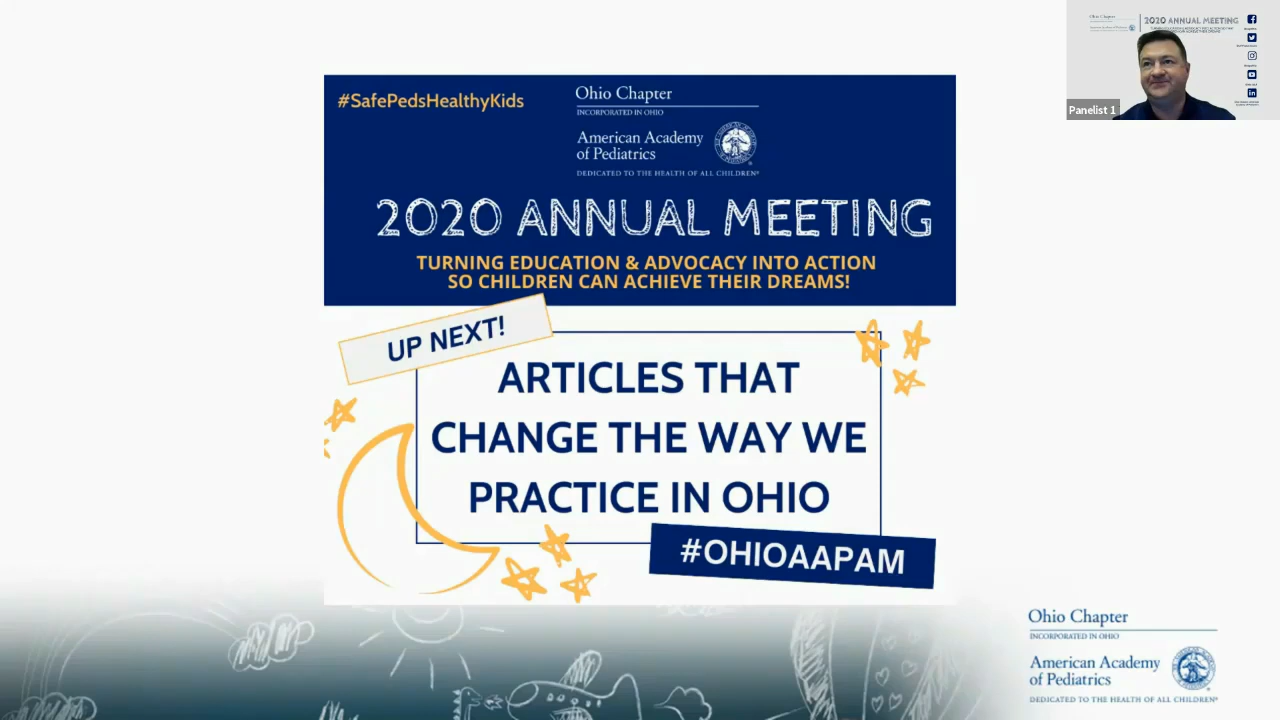 #SafePedsHealthyKids
Ohio Chapter
INCORPORATED IN OHIO
American Academy
of Pediatrics
DEDICATED TO THE HEALTH OF ALL CHILDREN®
2020 ANNUAL MEETING
TURNING EDUCATION & ADVOCACY INTO ACTION
SO CHILDREN CAN ACHIEVE THEIR DREAMS!
UP NEXT!
ARTICLES THAT
CHANGE THE WAY WE
PRACTICE IN OHIO
#OHIOAAPAM
Ohio Chapter
2020 ANNUAL MEETING
Panelist 1
Ohio Chapter
INCORPORATED IN OHIO
American Academy
of Pediatrics
DEDICATED TO THE HEALTH OF ALL CHILDREN®